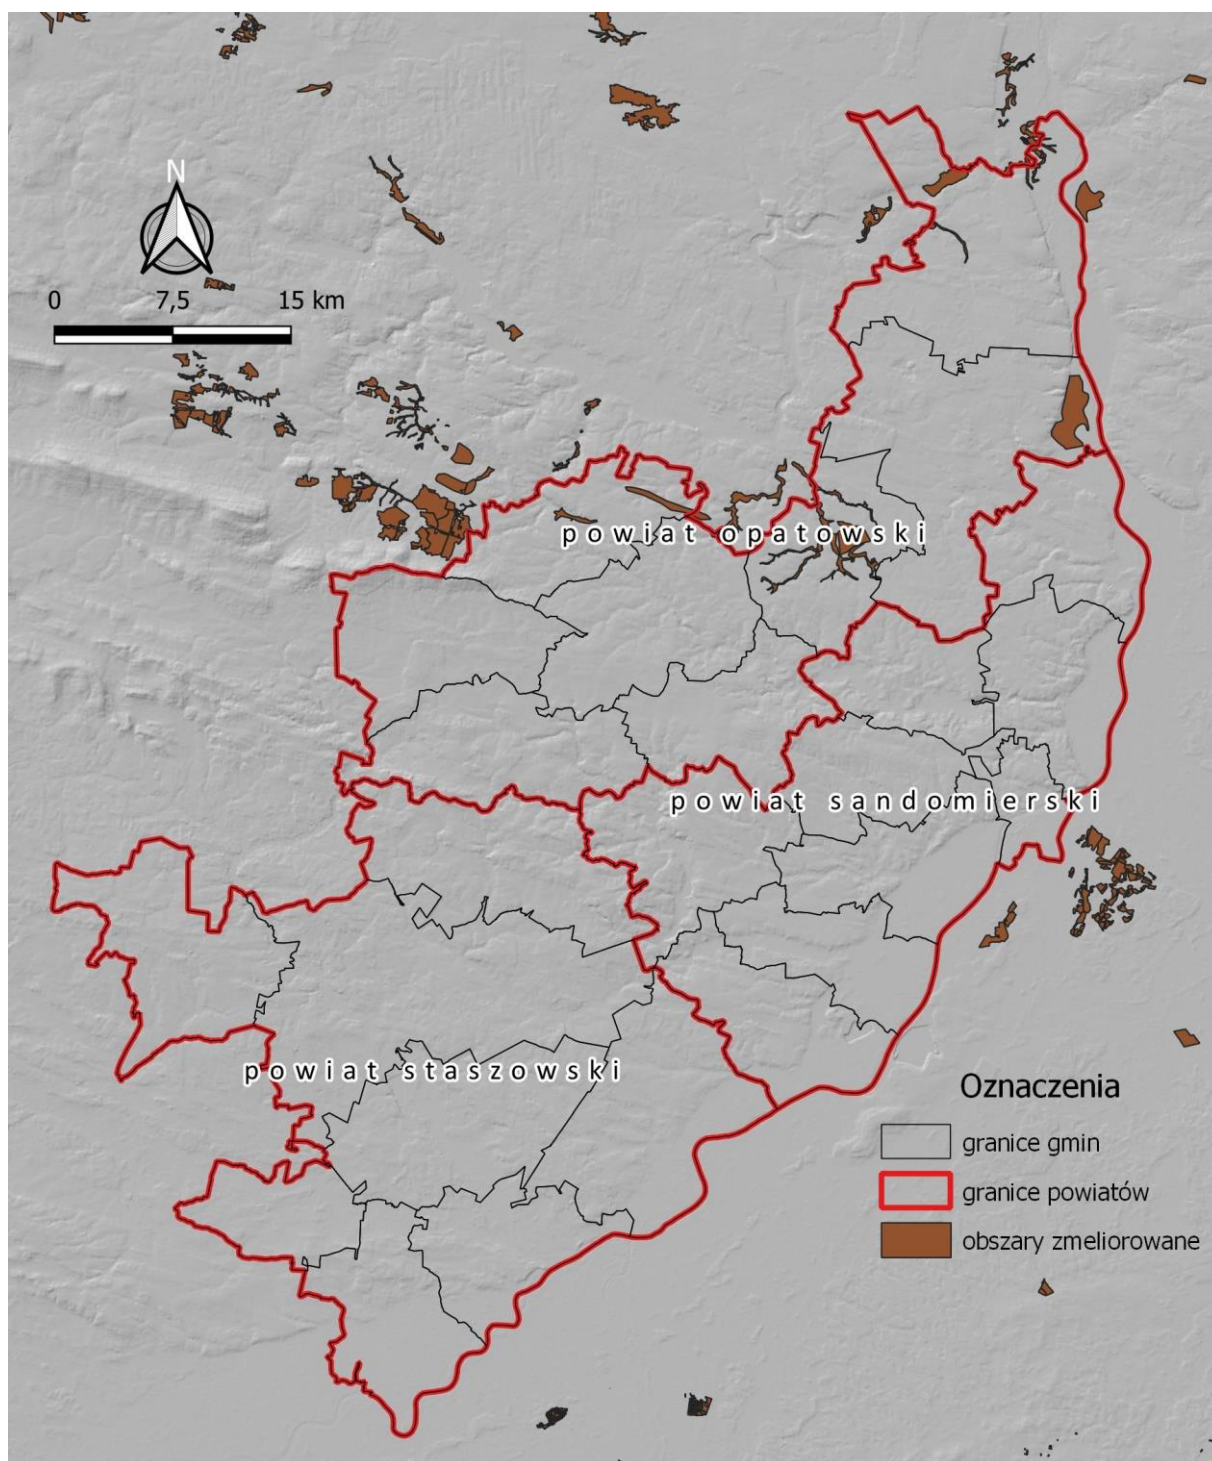 N
0 7,5 15 km
powiat opatowski
powiat sandomierski
powiat staszowski
Oznaczenia
granice gmin
granice powiatów
obszary zmeliorowane